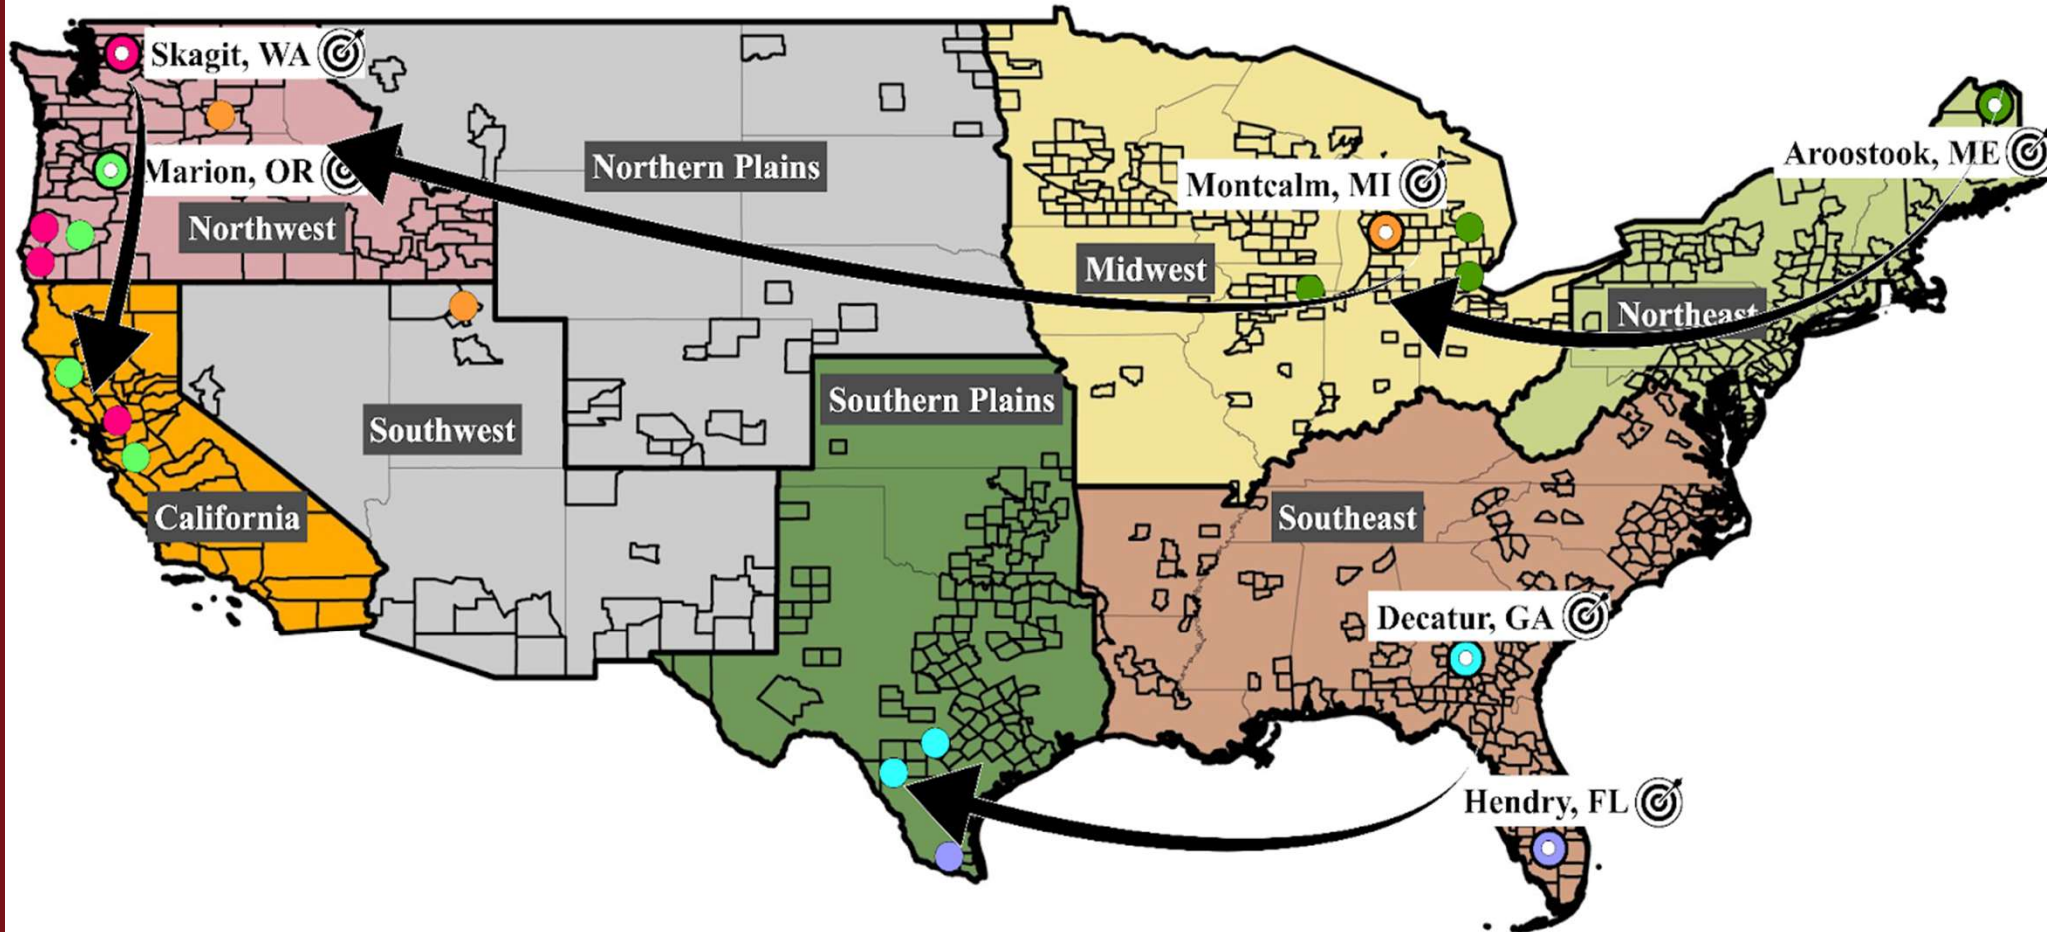 Skagit, WA
Marion, OR
Northwest
Northern Plains
Montcalm, MI
Aroostook, ME
Midwest
Northeast
Southern Plains
Southwest
California
Southeast
Decatur, GA
Hendry, FL